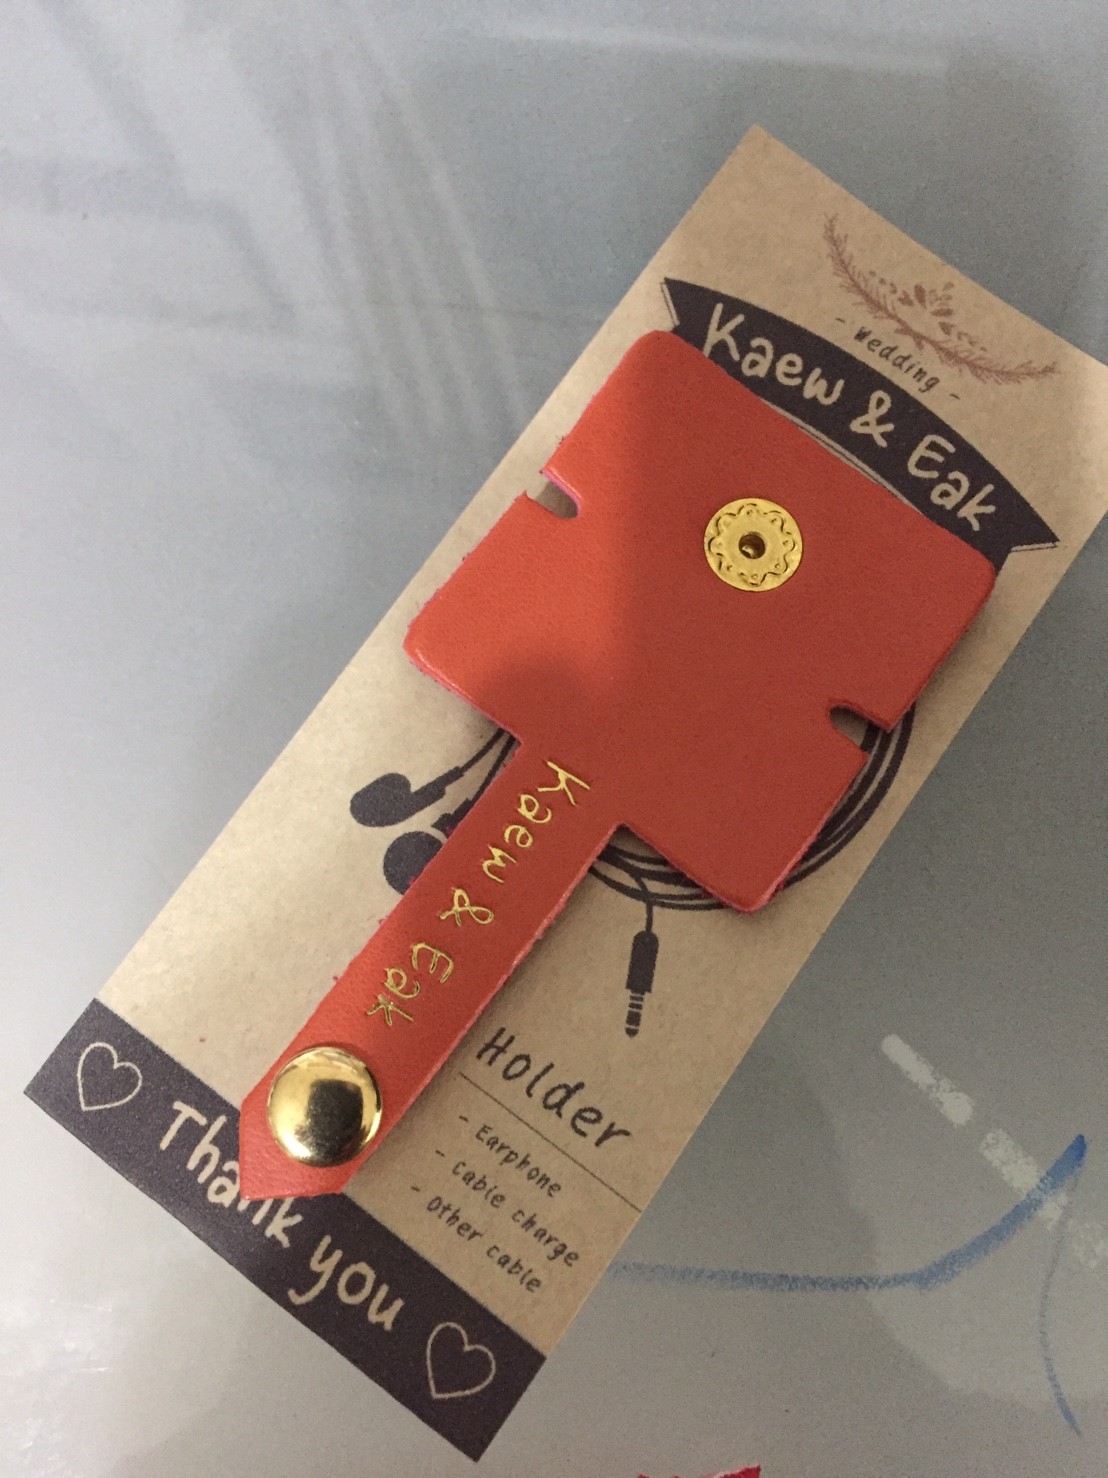 - Wedding -
Kaew & Eak
Kaew & Eak
Holder
- Earphone
- Cable charge
- Other cable
Thank you